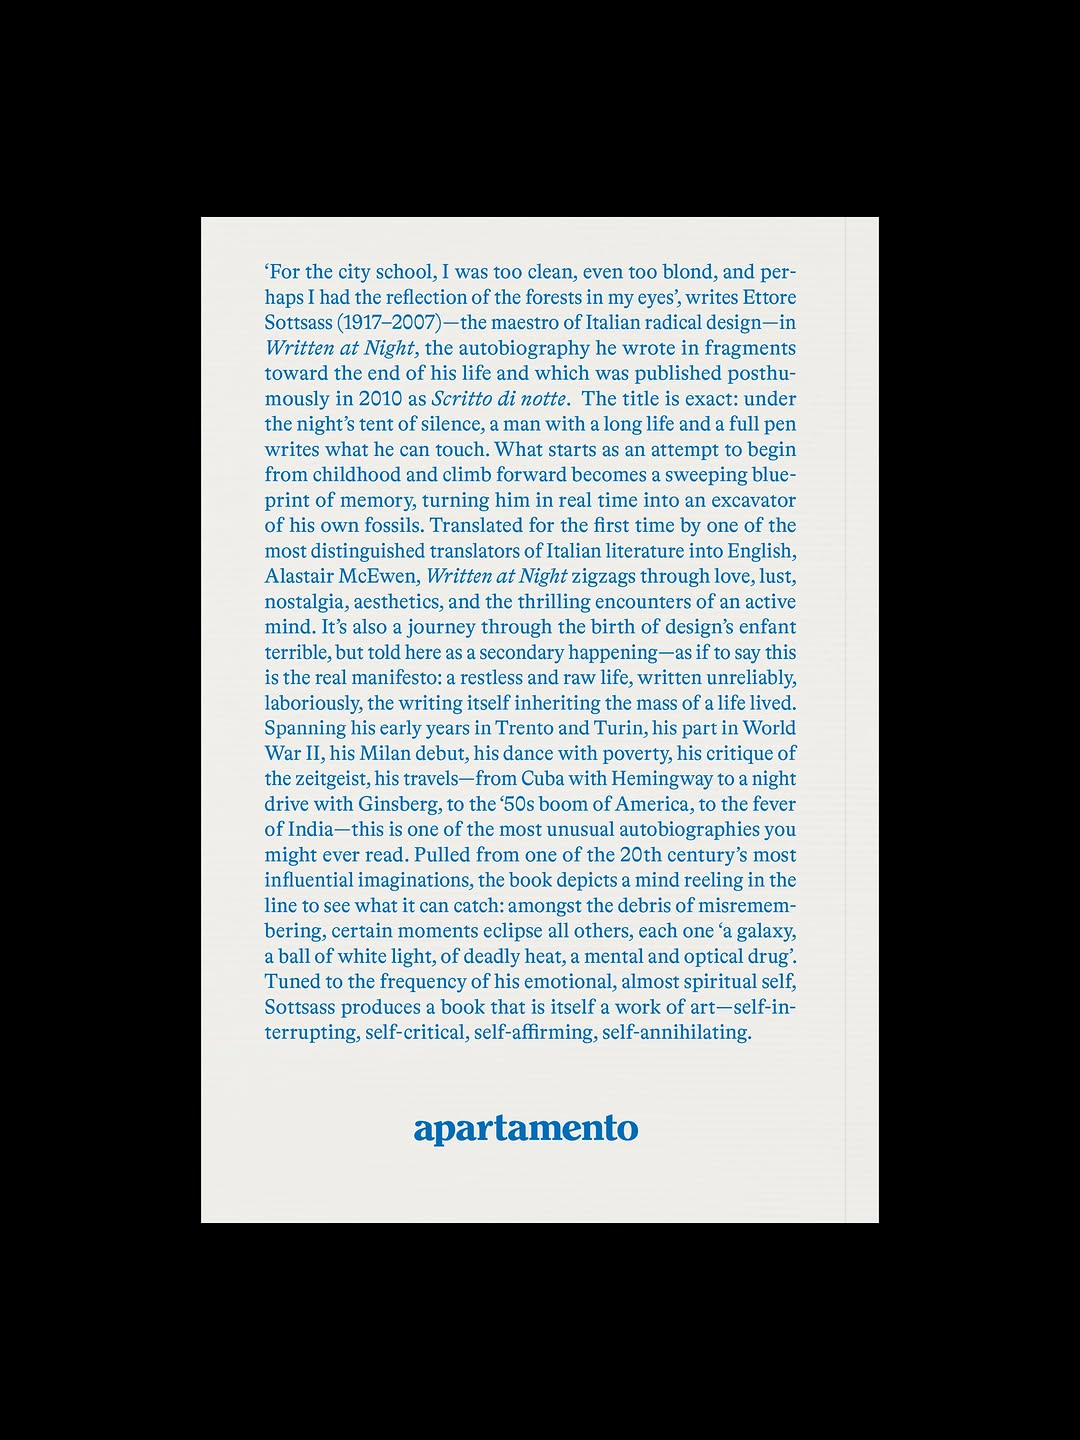 ‘For the city school, I was too clean, even too blond, and per-
haps I had the reflection of the forests in my eyes’, writes Ettore
Sottsass (1917–2007)—the maestro of Italian radical design—in
Written at Night, the autobiography he wrote in fragments
toward the end of his life and which was published posthu-
mously in 2010 as Scritto di notte.  The title is exact: under
the night’s tent of silence, a man with a long life and a full pen
writes what he can touch. What starts as an attempt to begin
from childhood and climb forward becomes a sweeping blue-
print of memory, turning him in real time into an excavator
of his own fossils. Translated for the first time by one of the
most distinguished translators of Italian literature into English,
Alastair McEwen, Written at Night zigzags through love, lust,
nostalgia, aesthetics, and the thrilling encounters of an active
mind. It’s also a journey through the birth of design’s enfant
terrible, but told here as a secondary happening—as if to say this
is the real manifesto: a restless and raw life, written unreliably,
laboriously, the writing itself inheriting the mass of a life lived.
Spanning his early years in Trento and Turin, his part in World
War II, his Milan debut, his dance with poverty, his critique of
the zeitgeist, his travels—from Cuba with Hemingway to a night
drive with Ginsberg, to the ‘50s boom of America, to the fever
of India—this is one of the most unusual autobiographies you
might ever read. Pulled from one of the 20th century’s most
influential imaginations, the book depicts a mind reeling in the
line to see what it can catch: amongst the debris of misremem-
bering, certain moments eclipse all others, each one ‘a galaxy,
a ball of white light, of deadly heat, a mental and optical drug’.
Tuned to the frequency of his emotional, almost spiritual self,
Sottsass produces a book that is itself a work of art—self-in-
terrupting, self-critical, self-affirming, self-annihilating.
apartamento